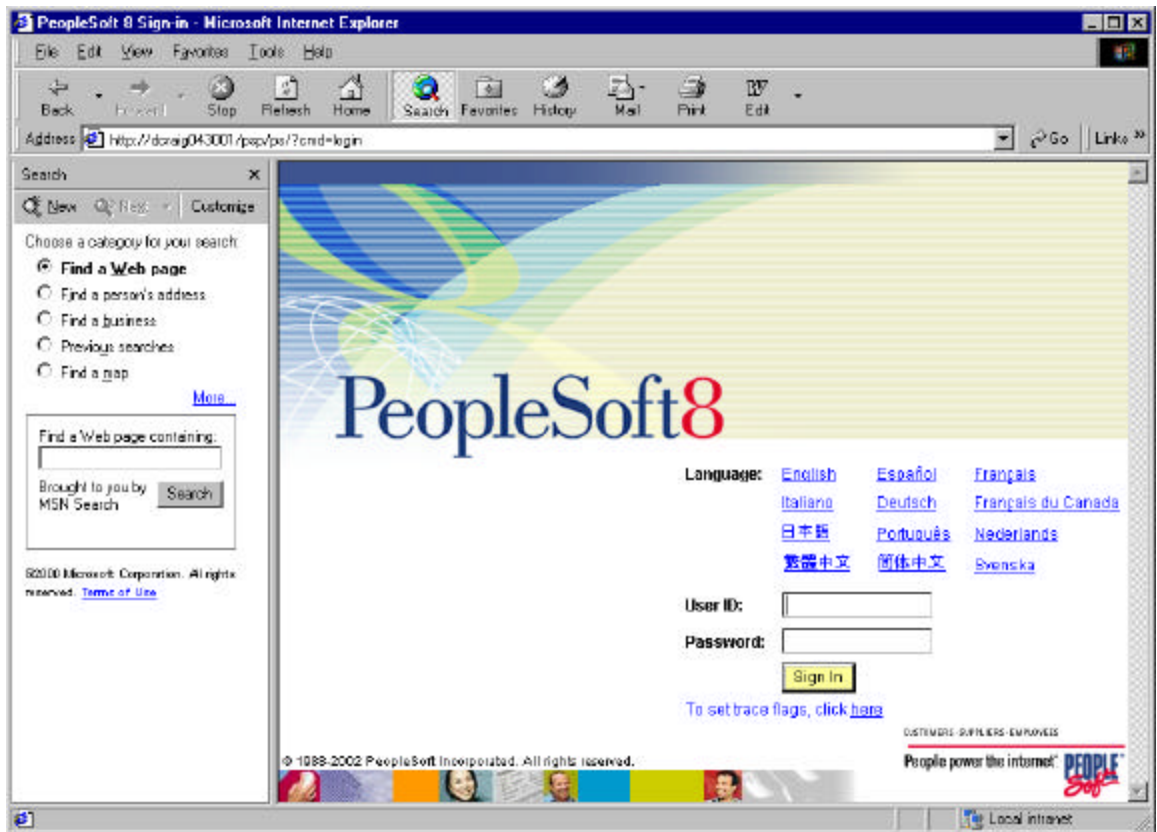 PeopleSoft 8 Sign-in - Microsoft Internet Explorer
File Edit View Favorites Tools Help
Back Forward Stop Refresh Home Search Favorites History Mail Print Edit
Address http://dcraig043001/psp/ps/?cmd=login Go Links »
Search
New Next Customize
Choose a category for your search:
Find a Web page
Find a person's address
Find a business
Previous searches
Find a map
More...
Find a Web page containing:
Brought to you by
MSN Search
Search
©2000 Microsoft Corporation. All rights
reserved. Terms of Use
PeopleSoft8
Language: English Español Français
Italiano Deutsch Français du Canada
日本語 Português Nederlands
繁體中文 简体中文 Svenska
User ID:
Password:
Sign In
To set trace flags, click here
CUSTOMERS·SUPPLIERS·EMPLOYEES
© 1988-2002 PeopleSoft Incorporated. All rights reserved.
People power the internet.™
PEOPLE
Soft
Local intranet